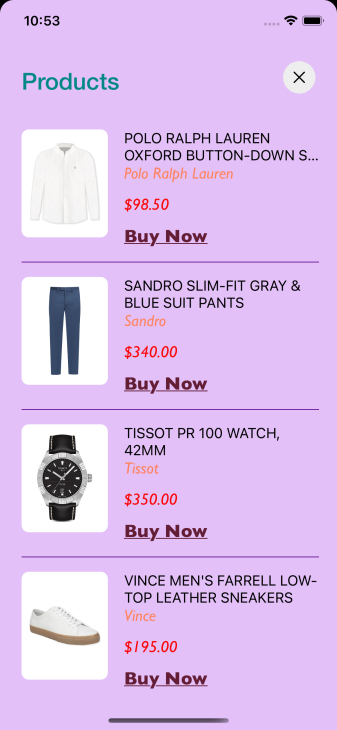 10:53
Products
POLO RALPH LAUREN
OXFORD BUTTON-DOWN S...
Polo Ralph Lauren
$98.50
Buy Now
SANDRO SLIM-FIT GRAY &
BLUE SUIT PANTS
Sandro
$340.00
Buy Now
TISSOT PR 100 WATCH,
42MM
Tissot
$350.00
Buy Now
VINCE MEN'S FARRELL LOW-
TOP LEATHER SNEAKERS
Vince
$195.00
Buy Now